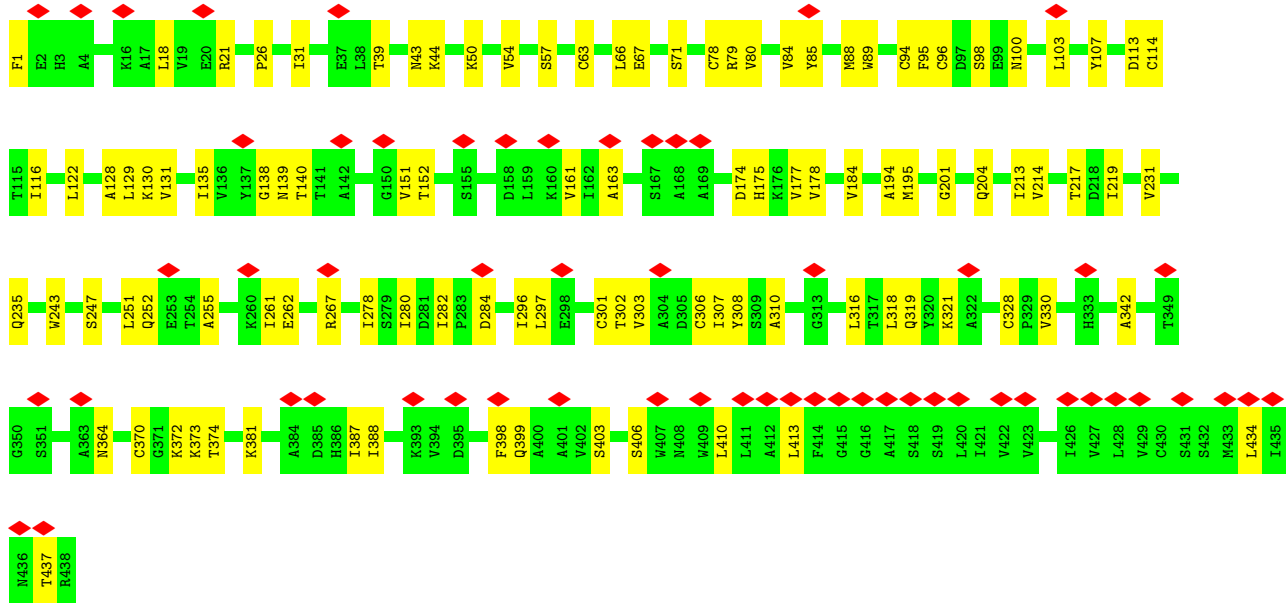 F1 E2 H3 A4 K16 A17 L18 V19 E20 R21 P26 I31 E37 L38 T39 N43 K44 K50 V54 S57 C63 L66 E67 S71 C78 R79 V80 V84 Y85 M88 W89 C94 F95 C96 D97 S98 E99 N100 L103 Y107 D113 C114
T115 I116 L122 A128 L129 K130 V131 I135 V136 Y137 G138 N139 T140 T141 A142 G150 V151 T152 S155 D158 L159 K160 V161 I162 A163 S167 A168 A169 D174 H175 K176 V177 V178 V184 A194 M195 G201 Q204 I213 V214 T217 D218 I219 V231
Q235 W243 S247 L251 Q252 E253 T254 A255 K260 I261 E262 R267 I278 S279 I280 D281 I282 P283 D284 I296 L297 E298 C301 T302 V303 A304 D305 C306 I307 Y308 S309 A310 G313 L316 T317 L318 Q319 Y320 K321 A322 C328 P329 V330 H333 A342 T349
G350 S351 A363 N364 C370 G371 K372 K373 T374 K381 A384 D385 H386 I387 I388 K393 V394 D395 F398 Q399 A400 A401 V402 S403 S406 W407 N408 W409 L410 L411 A412 L413 F414 G415 G416 A417 S418 S419 L420 I421 V422 V423 I426 V427 L428 V429 C430 S431 S432 M433 L434 I435
N436 T437 R438